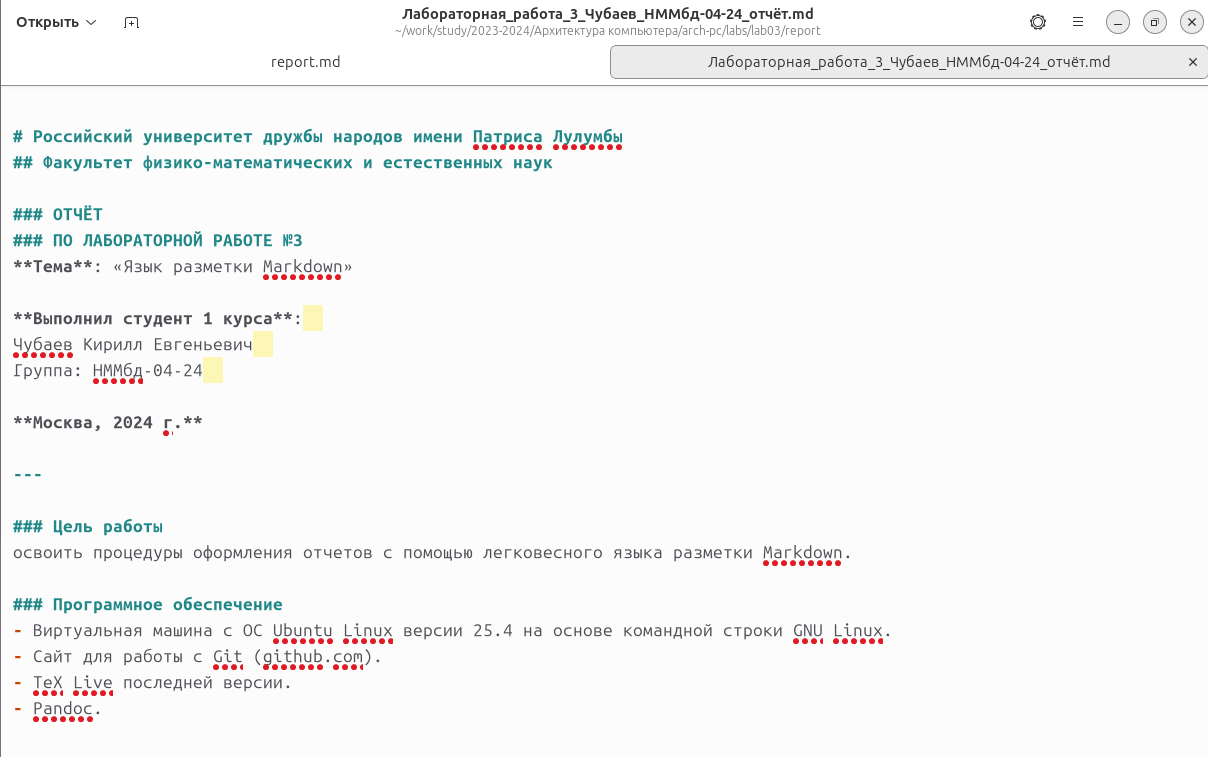 Открыть
Лабораторная_работа_3_Чубаев_НММбд-04-24_отчёт.md
~/work/study/2023-2024/Архитектура компьютера/arch-pc/labs/lab03/report
report.md
Лабораторная_работа_3_Чубаев_НММбд-04-24_отчёт.md
# Российский университет дружбы народов имени Патриса Лулумбы
## Факультет физико-математических и естественных наук
### ОТЧЁТ
### ПО ЛАБОРАТОРНОЙ РАБОТЕ №3
**Тема**: «Язык разметки Markdown»
**Выполнил студент 1 курса**:
Чубаев Кирилл Евгеньевич
Группа: НММбд-04-24
**Москва, 2024 г.**
---
### Цель работы
освоить процедуры оформления отчетов с помощью легковесного языка разметки Markdown.
### Программное обеспечение
- Виртуальная машина с ОС Ubuntu Linux версии 25.4 на основе командной строки GNU Linux.
- Сайт для работы с Git (github.com).
- TeX Live последней версии.
- Pandoc.